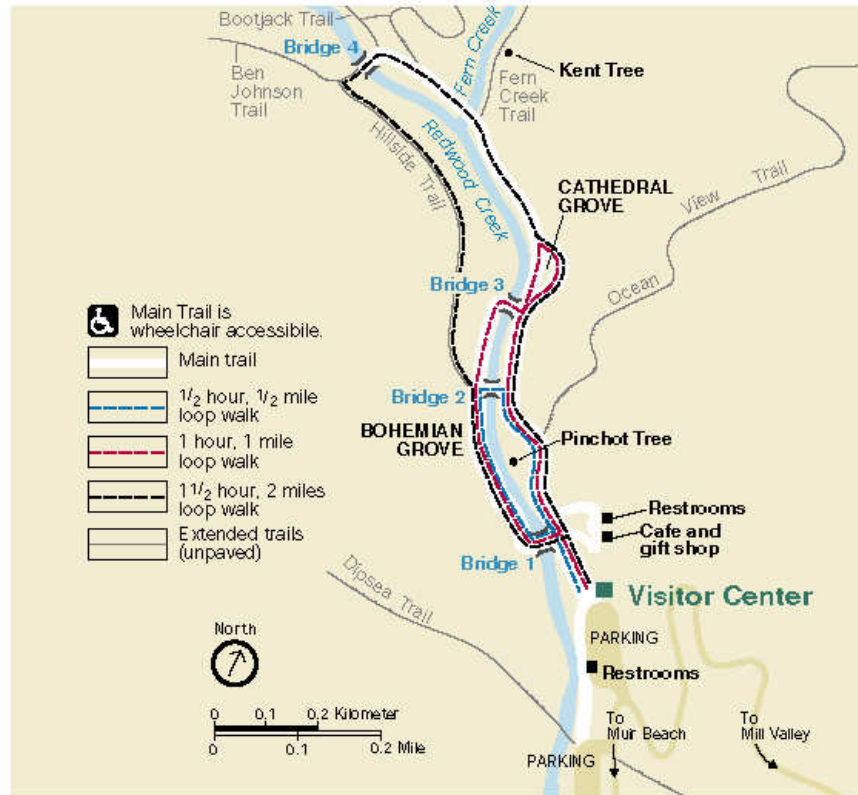 Bootjack Trail
Bridge 4
Fern Creek
Kent Tree
Ben
Johnson
Trail
Fern
Creek
Trail
Hillside Trail
Redwood Creek
CATHEDRAL
GROVE
View Trail
Ocean
Bridge 3
Main Trail is
wheelchair accessibile.
Main trail
1/2 hour, 1/2 mile
loop walk
1 hour, 1 mile
loop walk
1 1/2 hour, 2 miles
loop walk
Extended trails
(unpaved)
Bridge 2
BOHEMIAN
GROVE
Pinchot Tree
Restrooms
Cafe and
gift shop
Bridge 1
Dipsea Trail
Visitor Center
North
PARKING
Restrooms
0 0.1 0.2 Kilometer
0 0.1 0.2 Mile
To
Muir Beach
To
Mill Valley
PARKING